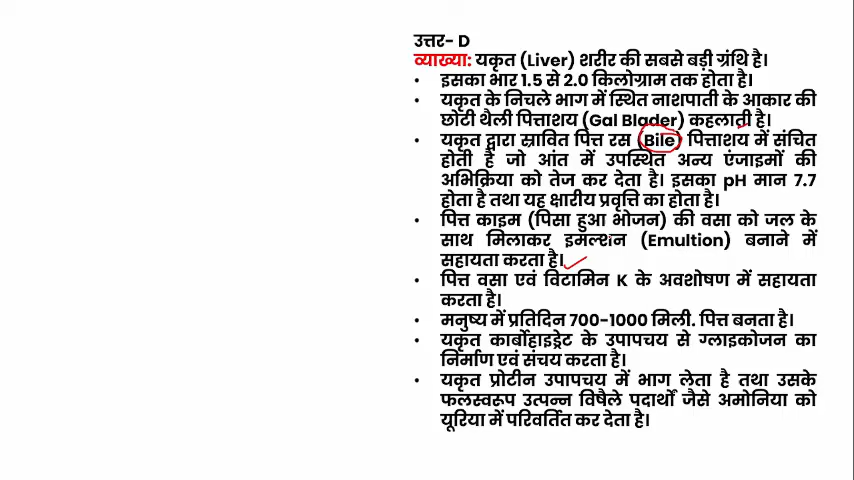 उत्तर- D
व्याख्या: यकृत (Liver) शरीर की सबसे बड़ी ग्रंथि है।
• इसका भार 1.5 से 2.0 किलोग्राम तक होता है।
• यकृत के निचले भाग में स्थित नाशपाती के आकार की
छोटी थैली पित्ताशय (Gal Blader) कहलाती है।
• यकृत द्वारा स्रावित पित्त रस (Bile) पित्ताशय में संचित
होती है जो आंत में उपस्थित अन्य एंजाइमों की
अभिक्रिया को तेज कर देता है। इसका pH मान 7.7
होता है तथा यह क्षारीय प्रवृत्ति का होता है।
• पित्त काइम (पिसा हुआ भोजन) की वसा को जल के
साथ मिलाकर इमल्शन (Emultion) बनाने में
सहायता करता है।
• पित्त वसा एवं विटामिन K के अवशोषण में सहायता
करता है।
• मनुष्य में प्रतिदिन 700-1000 मिली. पित्त बनता है।
• यकृत कार्बोहाइड्रेट के उपापचय से ग्लाइकोजन का
निर्माण एवं संचय करता है।
• यकृत प्रोटीन उपापचय में भाग लेता है तथा उसके
फलस्वरूप उत्पन्न विषैले पदार्थों जैसे अमोनिया को
यूरिया में परिवर्तित कर देता है।